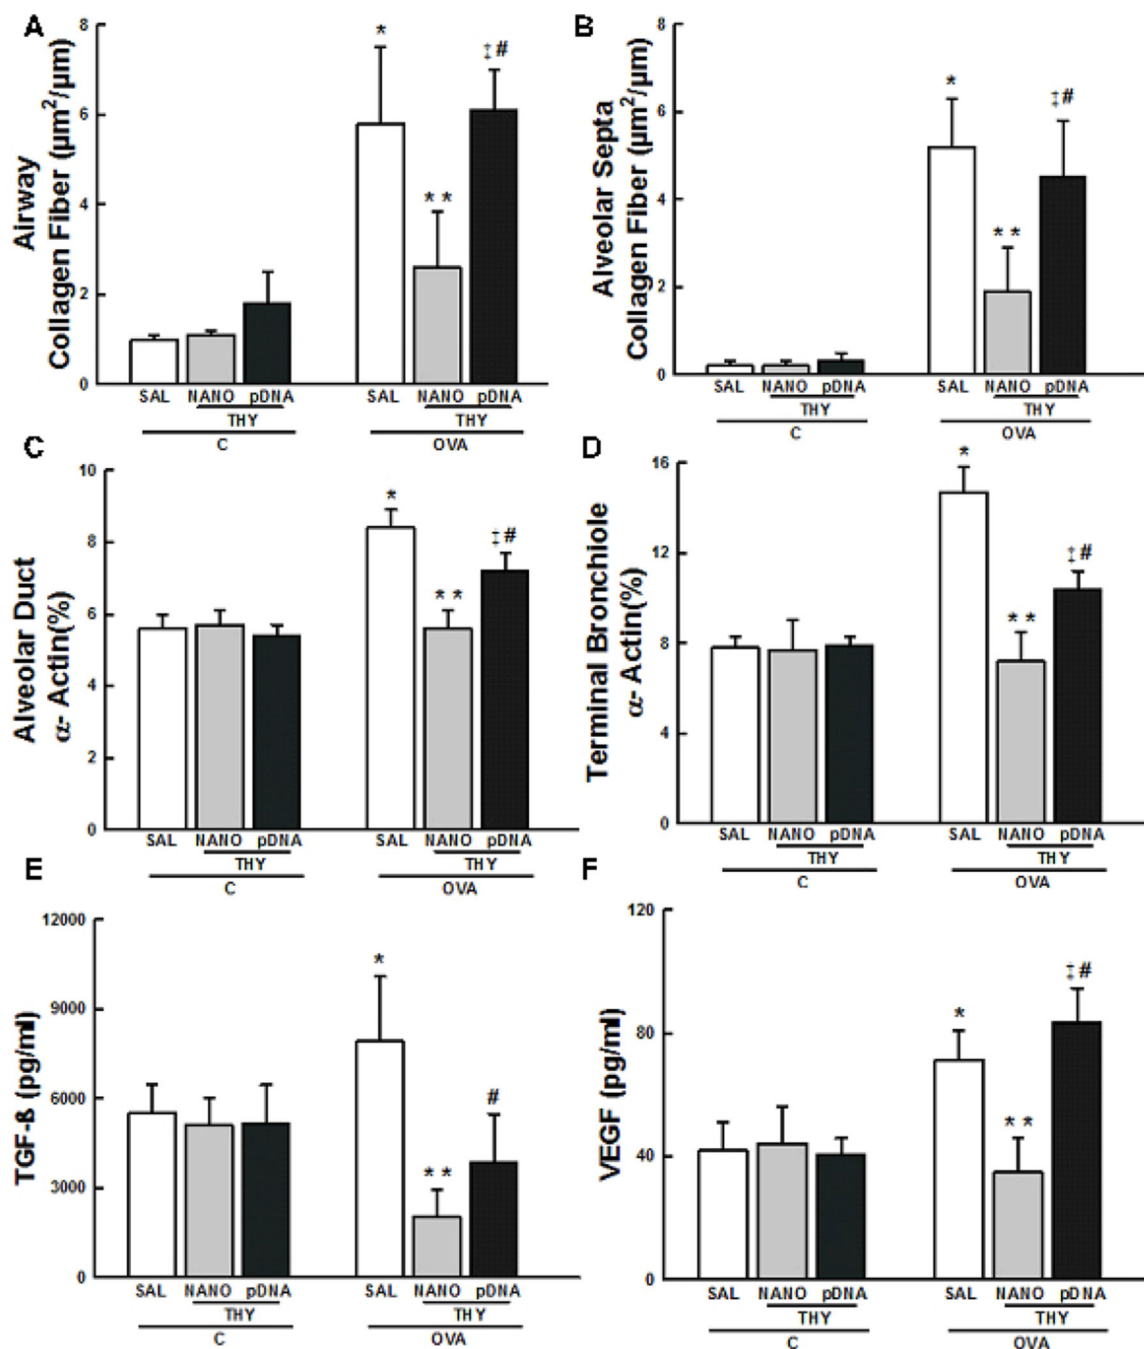 A
Airway
Collagen Fiber (µm²/µm)
8
6
4
2
0
*
**
‡#
SAL NANO pDNA SAL NANO pDNA
THY THY
C OVA
B
Alveolar Septa
Collagen Fiber (µm²/µm)
8
6
4
2
0
*
**
‡#
SAL NANO pDNA SAL NANO pDNA
THY THY
C OVA
C
Alveolar Duct
α- Actin(%)
10
8
6
4
2
0
*
**
‡#
SAL NANO pDNA SAL NANO pDNA
THY THY
C OVA
D
Terminal Bronchiole
α- Actin(%)
16
12
8
4
0
*
**
‡#
SAL NANO pDNA SAL NANO pDNA
THY THY
C OVA
E
TGF-ß (pg/ml)
12000
9000
6000
3000
0
*
**
#
SAL NANO pDNA SAL NANO pDNA
THY THY
C OVA
F
VEGF (pg/ml)
120
80
40
0
*
**
‡#
SAL NANO pDNA SAL NANO pDNA
THY THY
C OVA